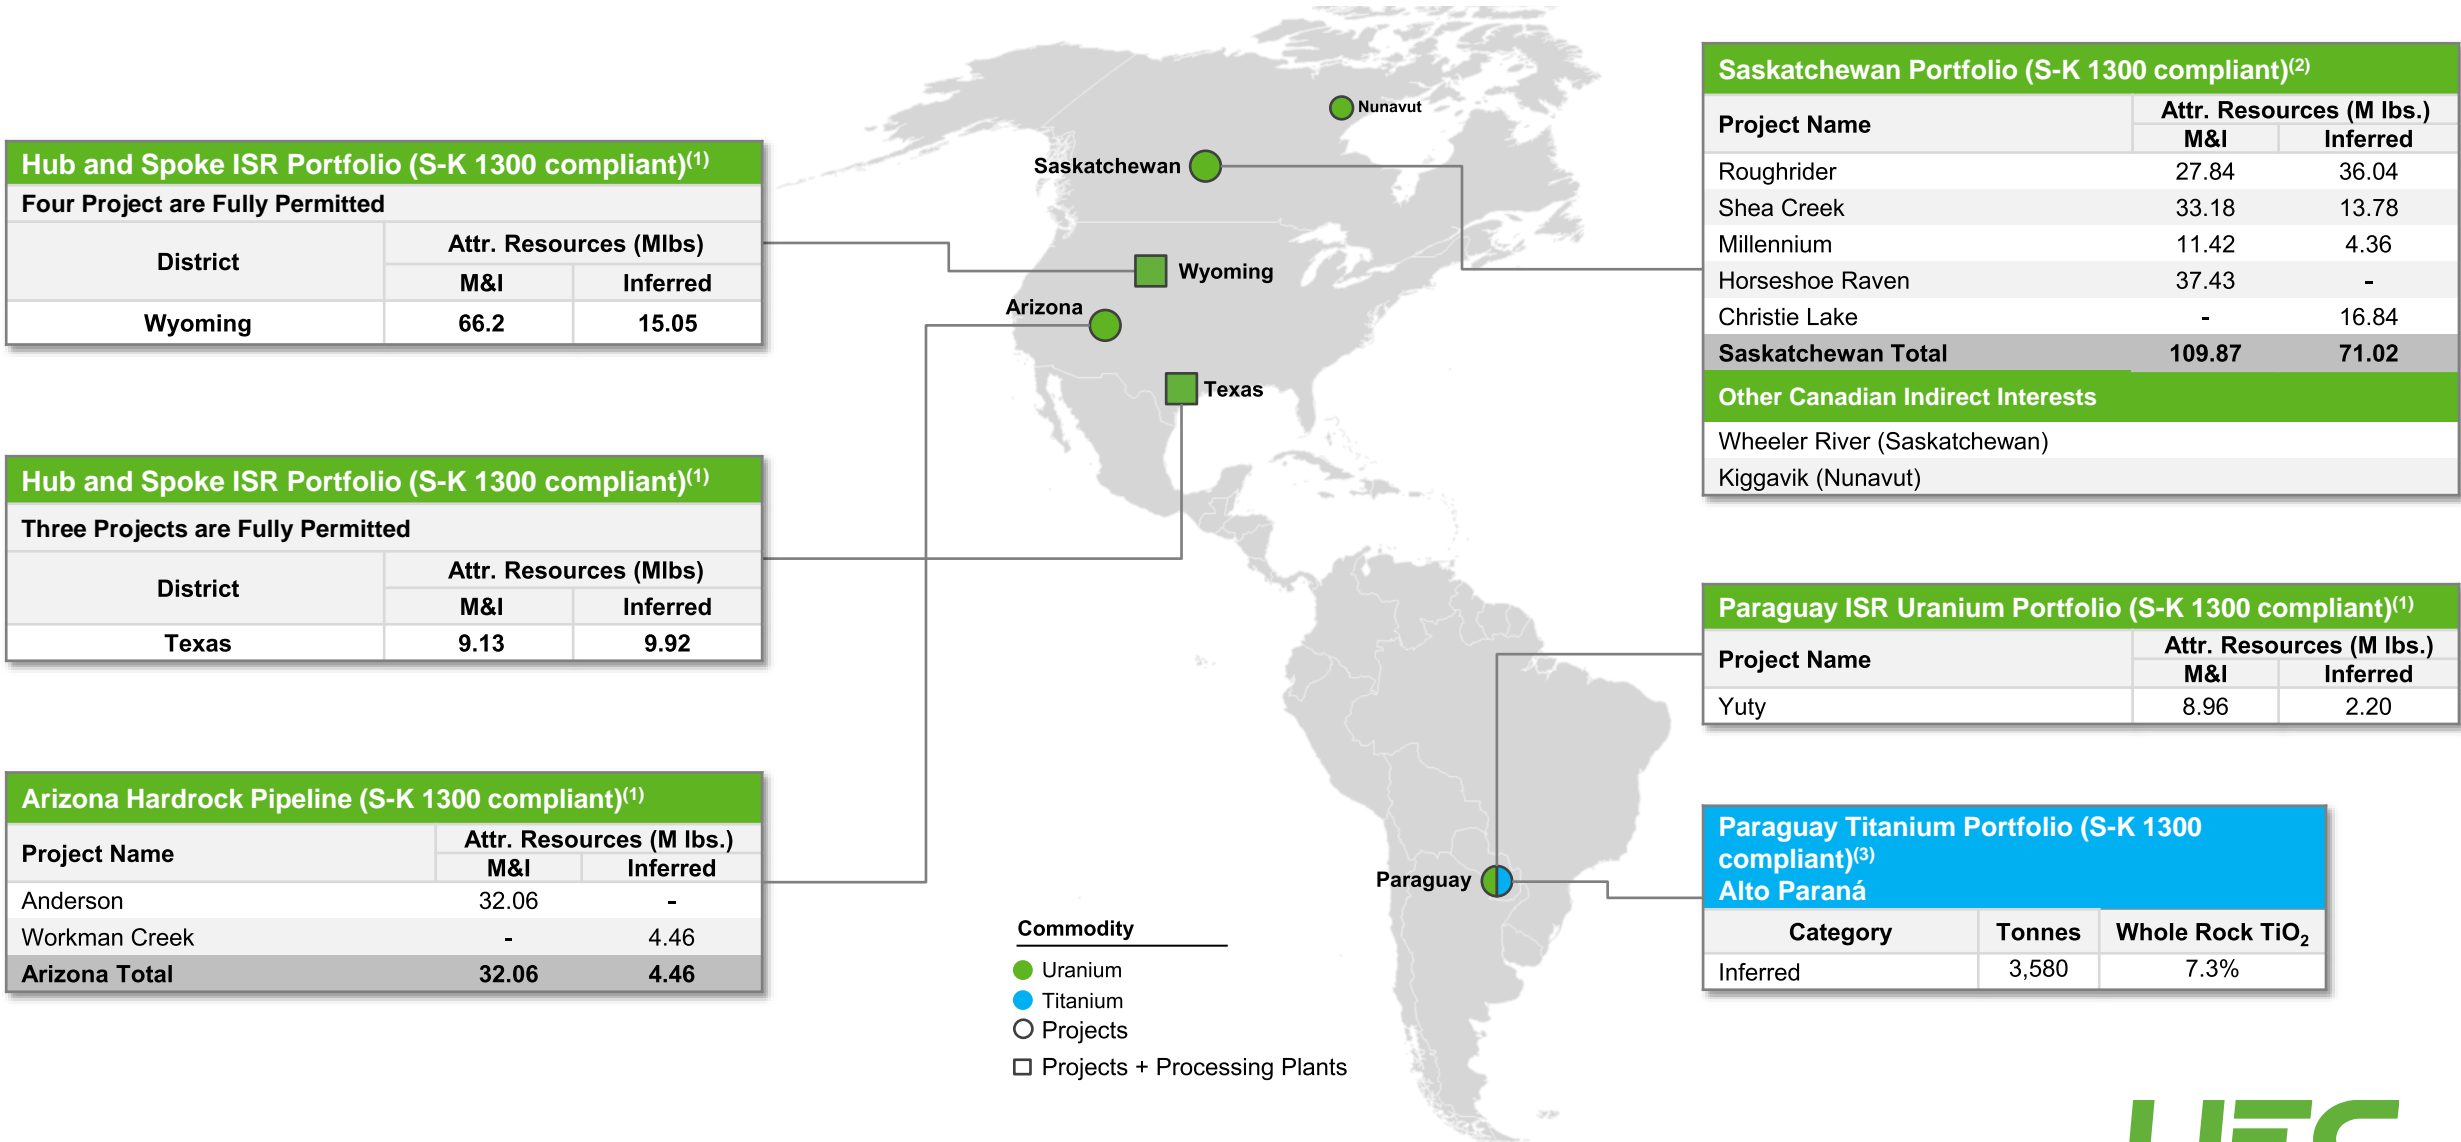 Hub and Spoke ISR Portfolio (S-K 1300 compliant)(1)
Four Project are Fully Permitted
District
Attr. Resources (Mlbs)
M&I
Inferred
Wyoming
66.2
15.05
Hub and Spoke ISR Portfolio (S-K 1300 compliant)(1)
Three Projects are Fully Permitted
District
Attr. Resources (Mlbs)
M&I
Inferred
Texas
9.13
9.92
Arizona Hardrock Pipeline (S-K 1300 compliant)(1)
Project Name
Attr. Resources (M lbs.)
M&I
Inferred
Anderson
32.06
-
Workman Creek
-
4.46
Arizona Total
32.06
4.46
Nunavut
Saskatchewan
Wyoming
Arizona
Texas
Paraguay
Commodity
Uranium
Titanium
Projects
Projects + Processing Plants
Saskatchewan Portfolio (S-K 1300 compliant)(2)
Project Name
Attr. Resources (M lbs.)
M&I
Inferred
Roughrider
27.84
36.04
Shea Creek
33.18
13.78
Millennium
11.42
4.36
Horseshoe Raven
37.43
-
Christie Lake
-
16.84
Saskatchewan Total
109.87
71.02
Other Canadian Indirect Interests
Wheeler River (Saskatchewan)
Kiggavik (Nunavut)
Paraguay ISR Uranium Portfolio (S-K 1300 compliant)(1)
Project Name
Attr. Resources (M lbs.)
M&I
Inferred
Yuty
8.96
2.20
Paraguay Titanium Portfolio (S-K 1300
compliant)(3)
Alto Paraná
Category
Tonnes
Whole Rock TiO2
Inferred
3,580
7.3%